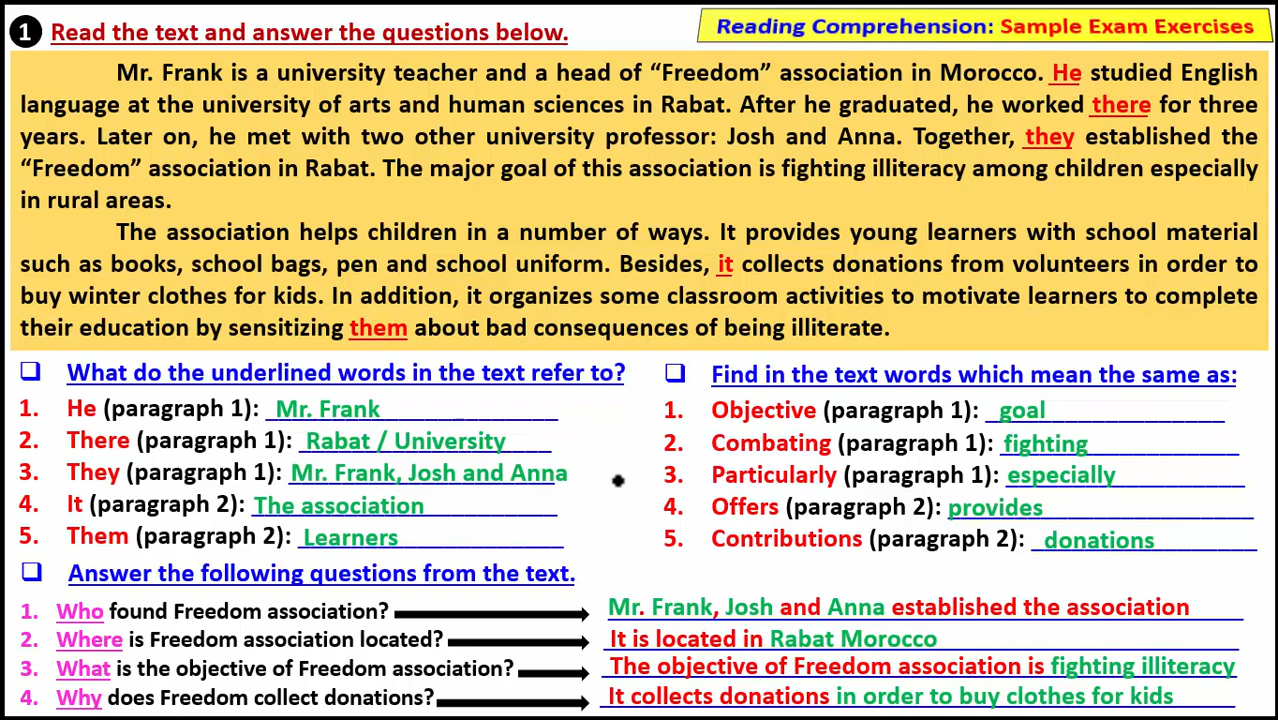 1 Read the text and answer the questions below.
Reading Comprehension: Sample Exam Exercises
Mr. Frank is a university teacher and a head of “Freedom” association in Morocco. He studied English
language at the university of arts and human sciences in Rabat. After he graduated, he worked there for three
years. Later on, he met with two other university professor: Josh and Anna. Together, they established the
“Freedom” association in Rabat. The major goal of this association is fighting illiteracy among children especially
in rural areas.
The association helps children in a number of ways. It provides young learners with school material
such as books, school bags, pen and school uniform. Besides, it collects donations from volunteers in order to
buy winter clothes for kids. In addition, it organizes some classroom activities to motivate learners to complete
their education by sensitizing them about bad consequences of being illiterate.
What do the underlined words in the text refer to?
1. He (paragraph 1): Mr. Frank
2. There (paragraph 1): Rabat / University
3. They (paragraph 1): Mr. Frank, Josh and Anna
4. It (paragraph 2): The association
5. Them (paragraph 2): Learners
Find in the text words which mean the same as:
1. Objective (paragraph 1): goal
2. Combating (paragraph 1): fighting
3. Particularly (paragraph 1): especially
4. Offers (paragraph 2): provides
5. Contributions (paragraph 2): donations
Answer the following questions from the text.
1. Who found Freedom association? Mr. Frank, Josh and Anna established the association
2. Where is Freedom association located? It is located in Rabat Morocco
3. What is the objective of Freedom association? The objective of Freedom association is fighting illiteracy
4. Why does Freedom collect donations? It collects donations in order to buy clothes for kids